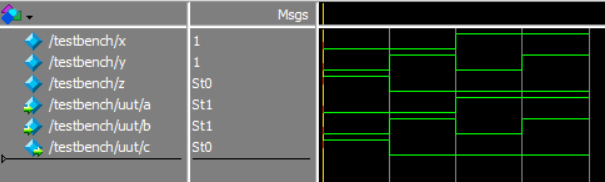 Msgs
/testbench/x 1
/testbench/y 1
/testbench/z St0
/testbench/uut/a St1
/testbench/uut/b St1
/testbench/uut/c St0